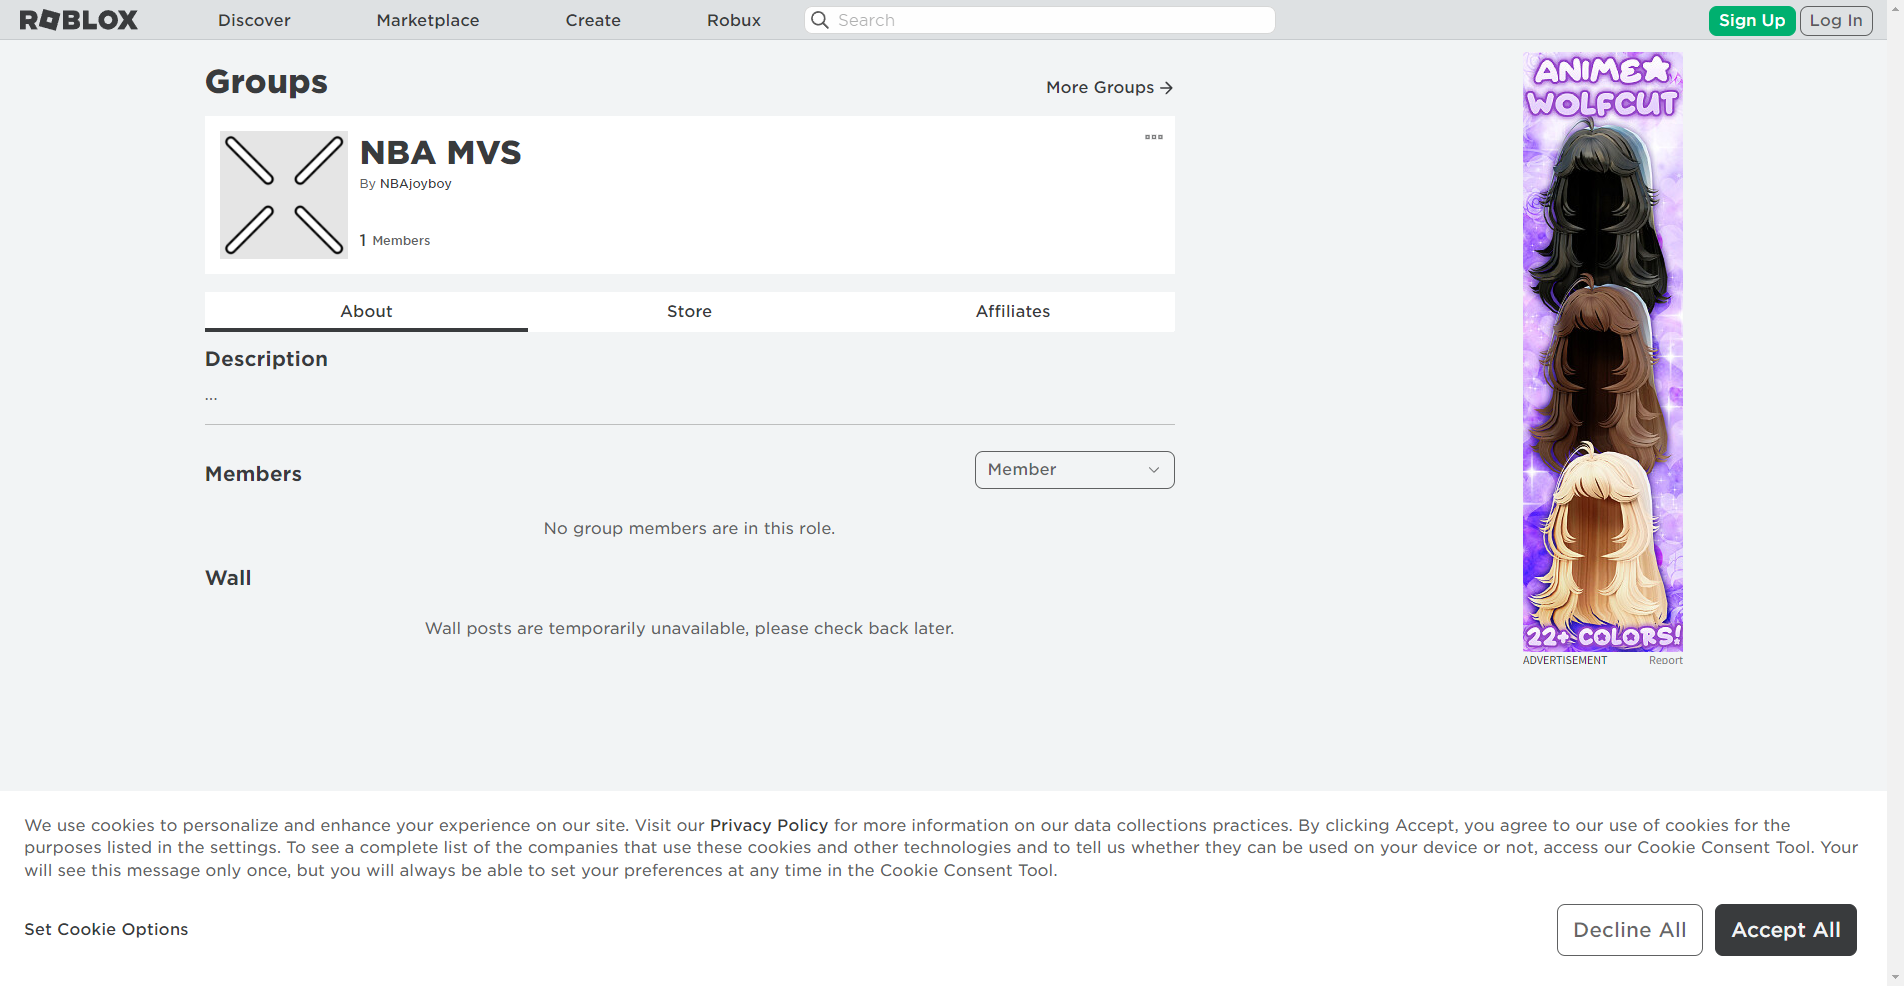 ROBLOX Discover Marketplace Create Robux Search Sign Up Log In
Groups
More Groups
NBA MVS
By NBAjoyboy
1 Members
About Store Affiliates
Description
...
Members
Member
No group members are in this role.
Wall
Wall posts are temporarily unavailable, please check back later.
ANIME
WOLFCUT
22+ COLORS!
ADVERTISEMENT Report
We use cookies to personalize and enhance your experience on our site. Visit our Privacy Policy for more information on our data collections practices. By clicking Accept, you agree to our use of cookies for the
purposes listed in the settings. To see a complete list of the companies that use these cookies and other technologies and to tell us whether they can be used on your device or not, access our Cookie Consent Tool. Your
will see this message only once, but you will always be able to set your preferences at any time in the Cookie Consent Tool.
Set Cookie Options
Decline All
Accept All